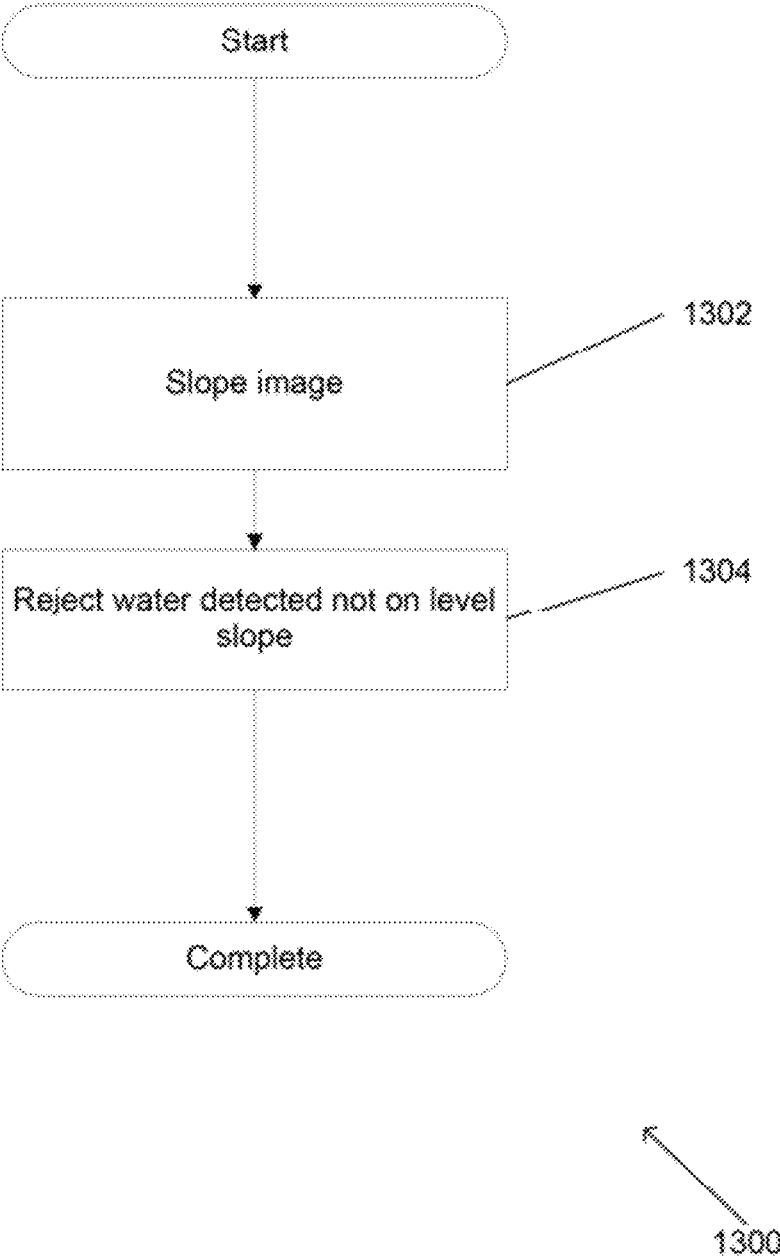 Start
1302
Slope image
1304
Reject water detected not on level
slope
Complete
1300